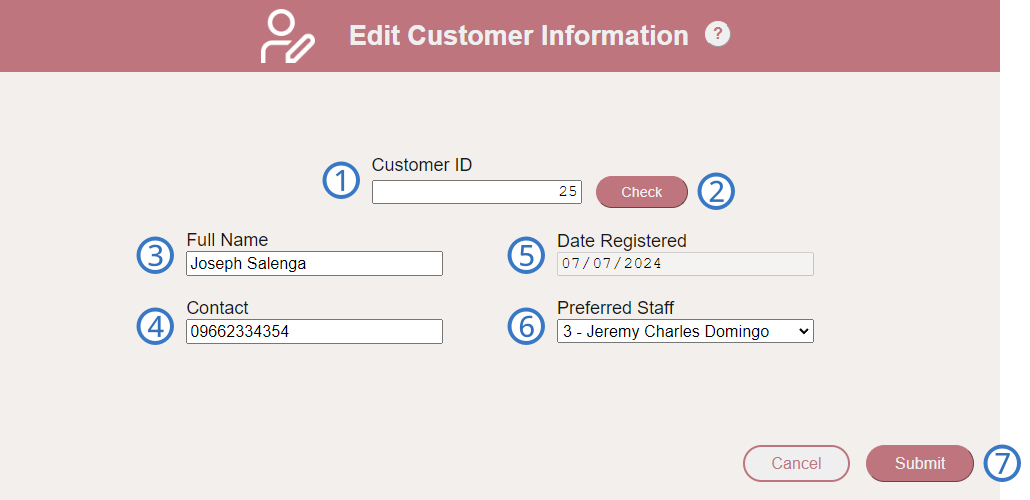 Edit Customer Information ?
Customer ID
1 25 Check 2
Full Name Date Registered
3 Joseph Salenga 5 07/07/2024
Contact Preferred Staff
4 09662334354 6 3 - Jeremy Charles Domingo
Cancel Submit 7